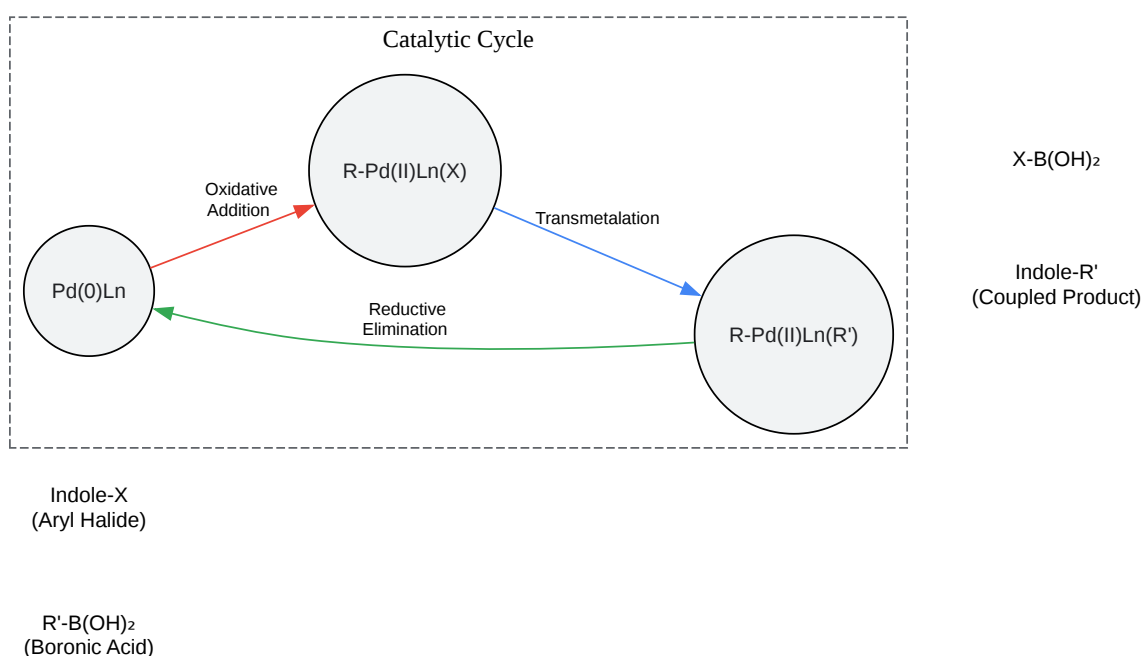 Catalytic Cycle
R-Pd(II)Ln(X)
X-B(OH)₂
Oxidative
Addition
Transmetalation
Pd(0)Ln
Indole-R'
(Coupled Product)
Reductive
Elimination
R-Pd(II)Ln(R')
Indole-X
(Aryl Halide)
R'-B(OH)₂
(Boronic Acid)